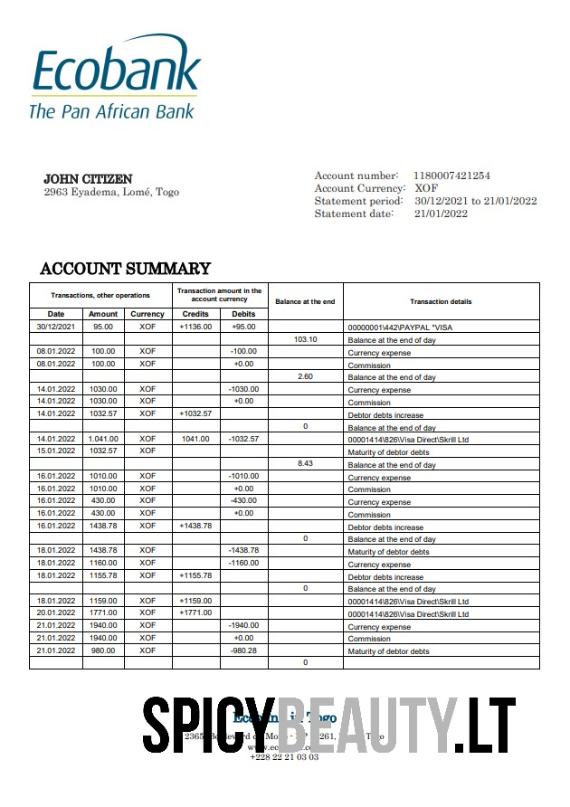 Ecobank
The Pan African Bank
JOHN CITIZEN
2963 Eyadema, Lomé, Togo
Account number: 1180007421254
Account Currency: XOF
Statement period: 30/12/2021 to 21/01/2022
Statement date: 21/01/2022
ACCOUNT SUMMARY
Transactions, other operations Transaction amount in the account currency Balance at the end Transaction details
Date Amount Currency Credits Debits
30/12/2021 95.00 XOF +1136.00 +95.00 00000001\442\PAYPAL *VISA
103.10 Balance at the end of day
08.01.2022 100.00 XOF -100.00 Currency expense
08.01.2022 100.00 XOF +0.00 Commission
2.60 Balance at the end of day
14.01.2022 1030.00 XOF -1030.00 Currency expense
14.01.2022 1030.00 XOF +0.00 Commission
14.01.2022 1032.57 XOF +1032.57 Debtor debts increase
0 Balance at the end of day
14.01.2022 1.041.00 XOF 1041.00 -1032.57 00001414\826\Visa Direct\Skrill Ltd
15.01.2022 1032.57 XOF Maturity of debtor debts
8.43 Balance at the end of day
16.01.2022 1010.00 XOF -1010.00 Currency expense
16.01.2022 1010.00 XOF +0.00 Commission
16.01.2022 430.00 XOF -430.00 Currency expense
16.01.2022 430.00 XOF +0.00 Commission
16.01.2022 1438.78 XOF +1438.78 Debtor debts increase
0 Balance at the end of day
18.01.2022 1438.78 XOF -1438.78 Maturity of debtor debts
18.01.2022 1160.00 XOF -1160.00 Currency expense
18.01.2022 1155.78 XOF +1155.78 Debtor debts increase
0 Balance at the end of day
18.01.2022 1159.00 XOF +1159.00 00001414\826\Visa Direct\Skrill Ltd
20.01.2022 1771.00 XOF +1771.00 00001414\826\Visa Direct\Skrill Ltd
21.01.2022 1940.00 XOF -1940.00 Currency expense
21.01.2022 1940.00 XOF +0.00 Commission
21.01.2022 980.00 XOF -980.28 Maturity of debtor debts
0
SPICYBEAUTY.LT
Togo
+228 22 21 03 03